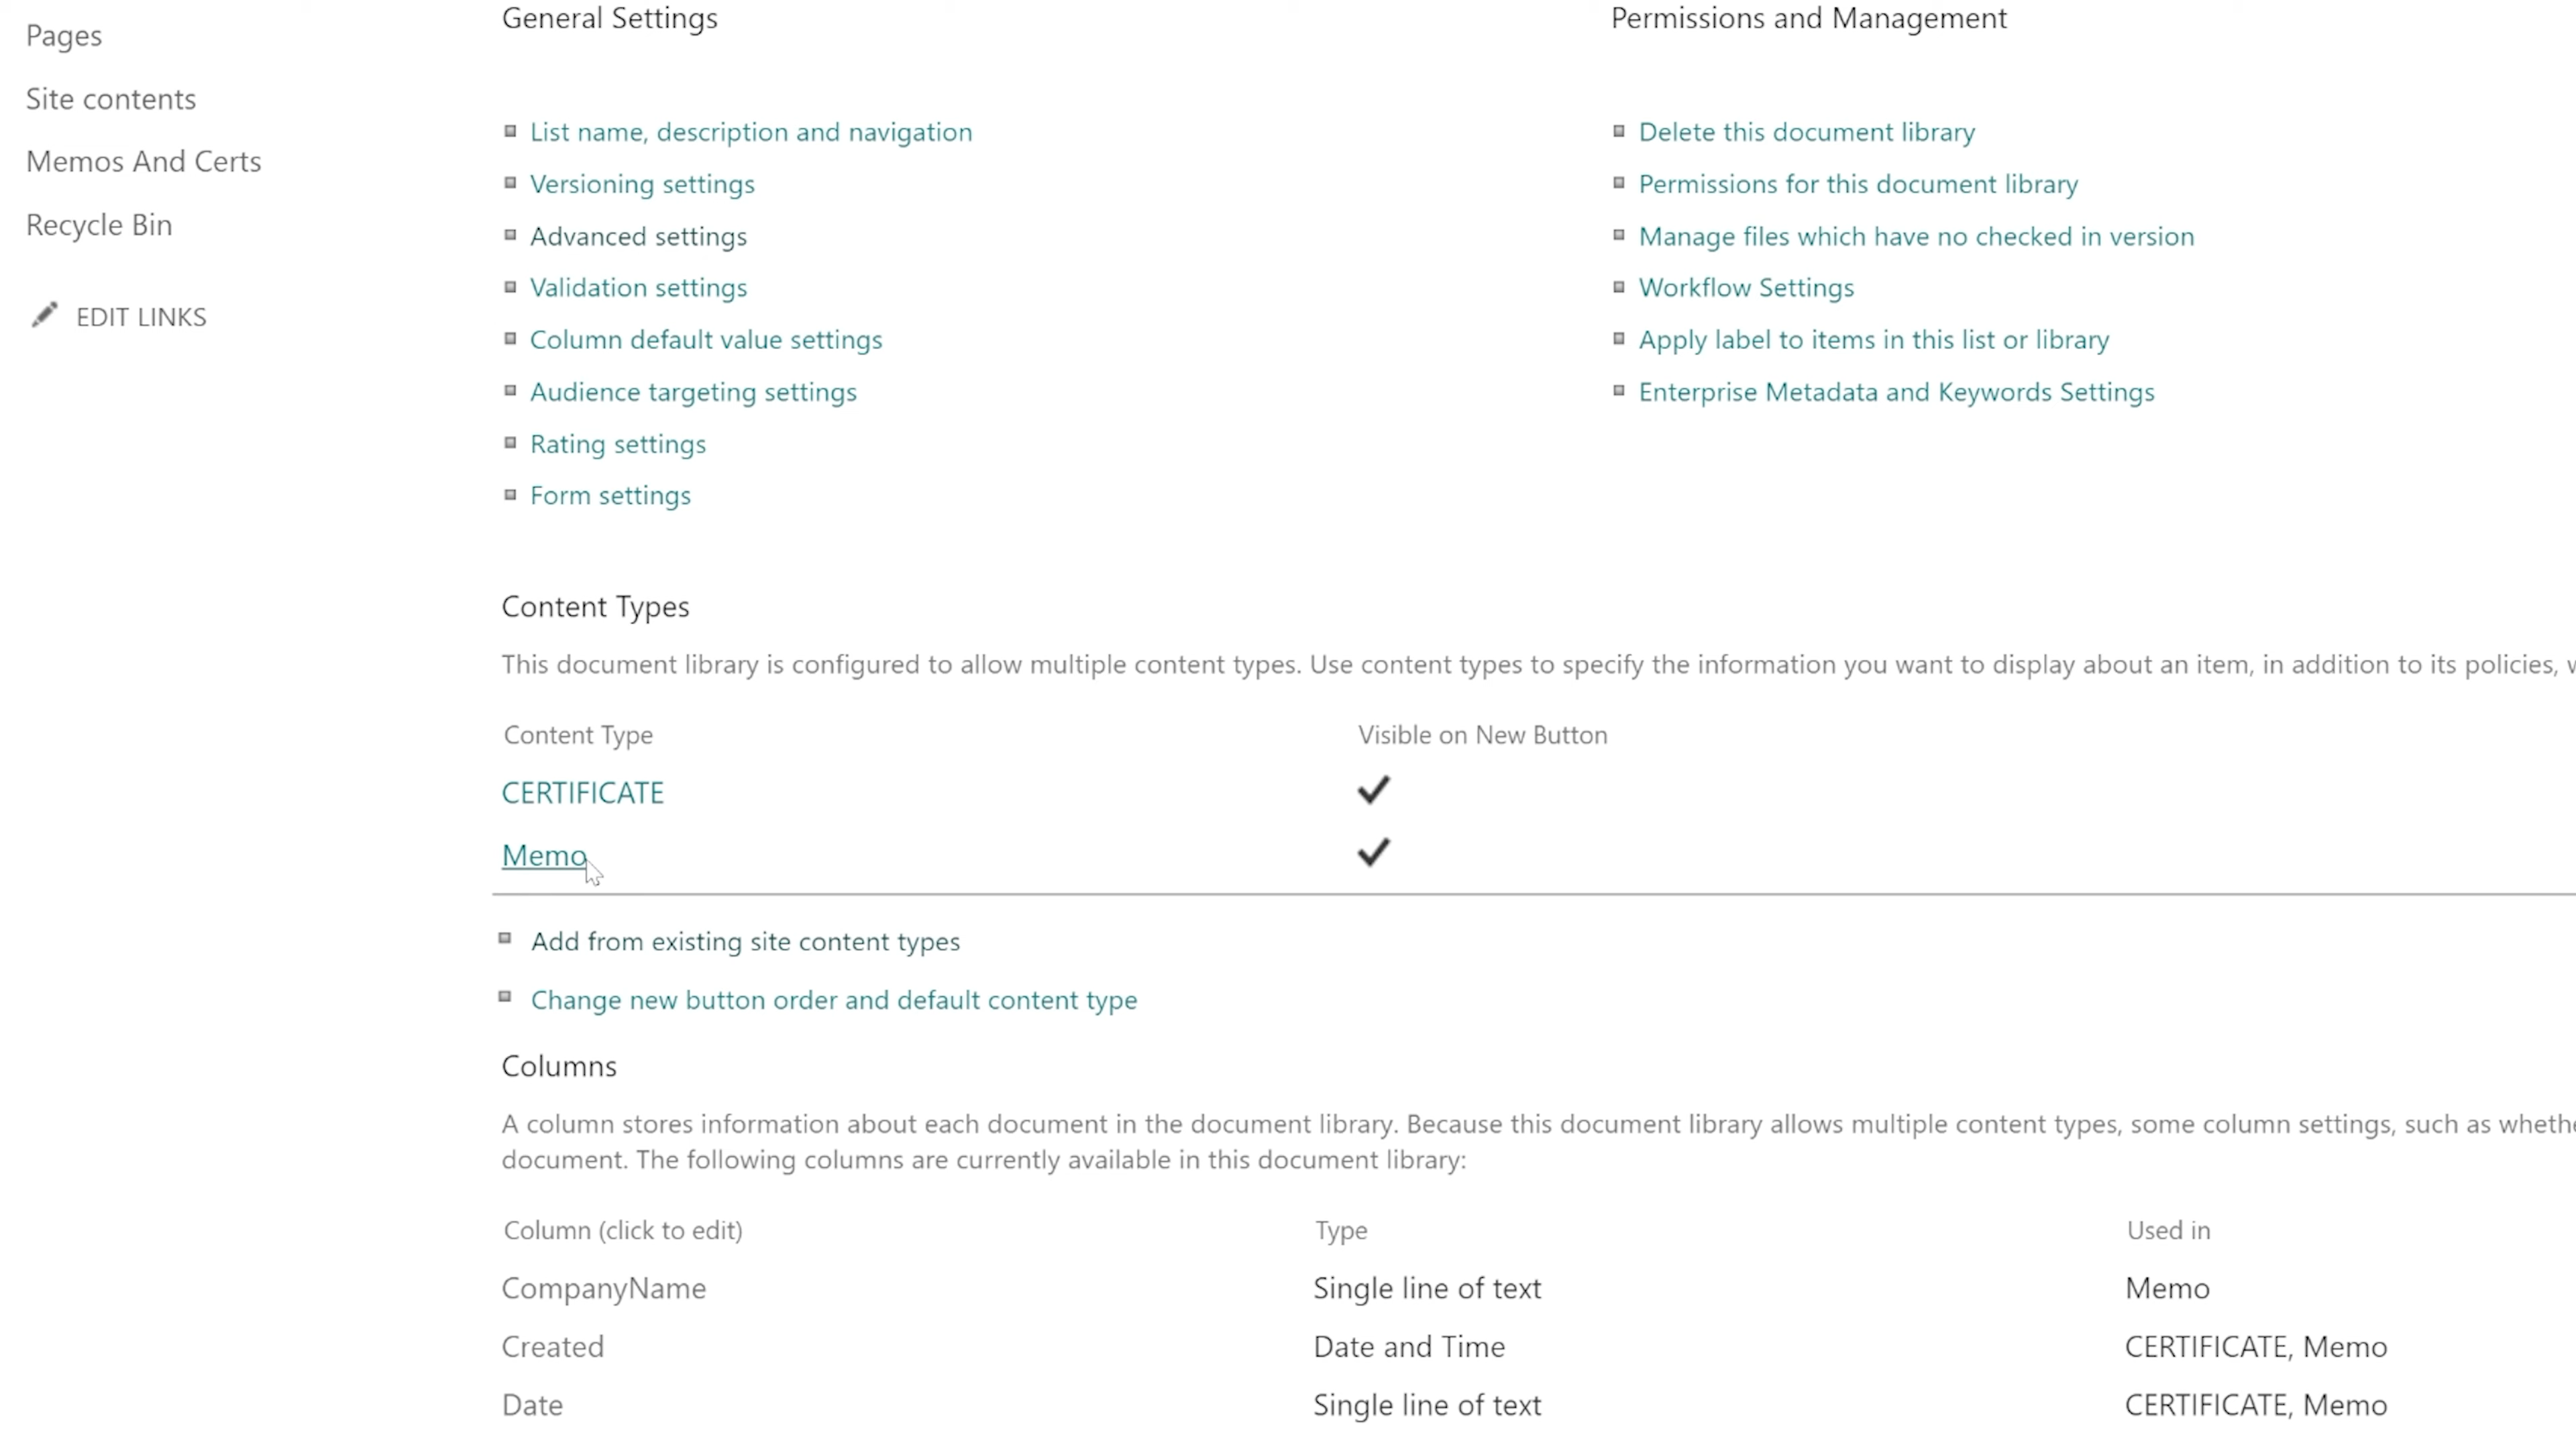 Pages
Site contents
Memos And Certs
Recycle Bin
EDIT LINKS
General Settings
List name, description and navigation
Versioning settings
Advanced settings
Validation settings
Column default value settings
Audience targeting settings
Rating settings
Form settings
Permissions and Management
Delete this document library
Permissions for this document library
Manage files which have no checked in version
Workflow Settings
Apply label to items in this list or library
Enterprise Metadata and Keywords Settings
Content Types
This document library is configured to allow multiple content types. Use content types to specify the information you want to display about an item, in addition to its policies,
Content Type Visible on New Button
CERTIFICATE
Memo
Add from existing site content types
Change new button order and default content type
Columns
A column stores information about each document in the document library. Because this document library allows multiple content types, some column settings, such as
document. The following columns are currently available in this document library:
Column (click to edit) Type Used in
CompanyName Single line of text Memo
Created Date and Time CERTIFICATE, Memo
Date Single line of text CERTIFICATE, Memo